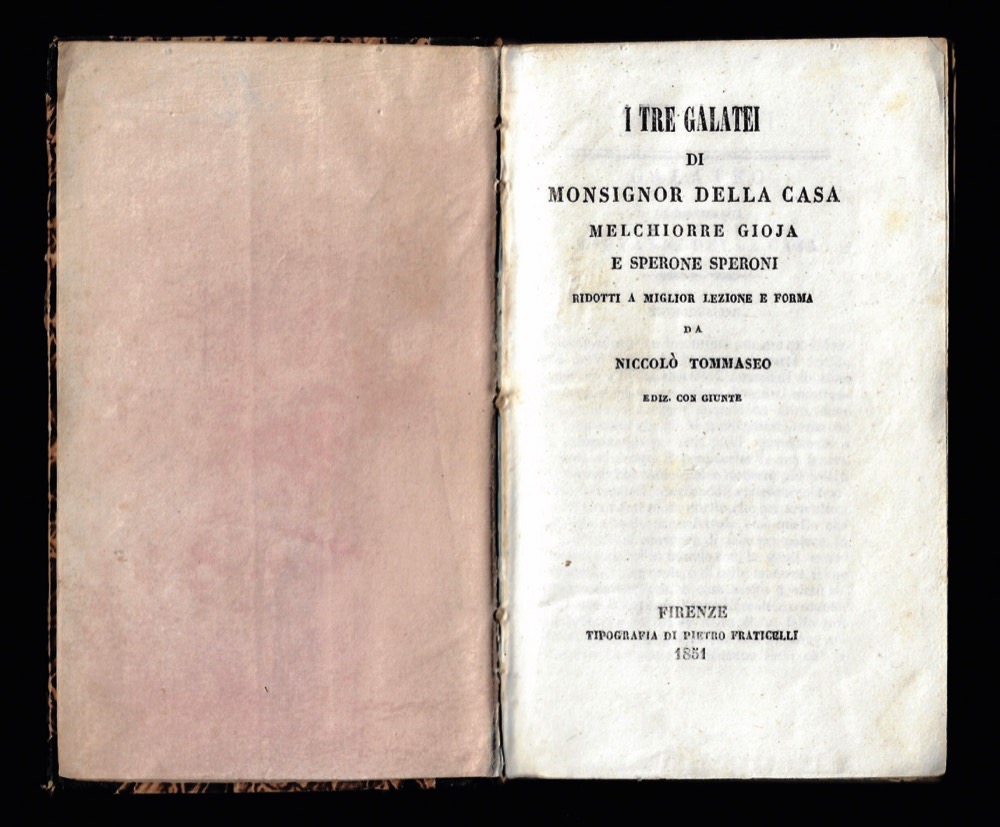 I TRE GALATEI
DI
MONSIGNOR DELLA CASA
MELCHIORRE GIOJA
E SPERONE SPERONI
RIDOTTI A MIGLIOR LEZIONE E FORMA
DA
NICCOLÒ TOMMASEO
EDIZ. CON GIUNTE
FIRENZE
TIPOGRAFIA DI PIETRO FRATICELLI
1851